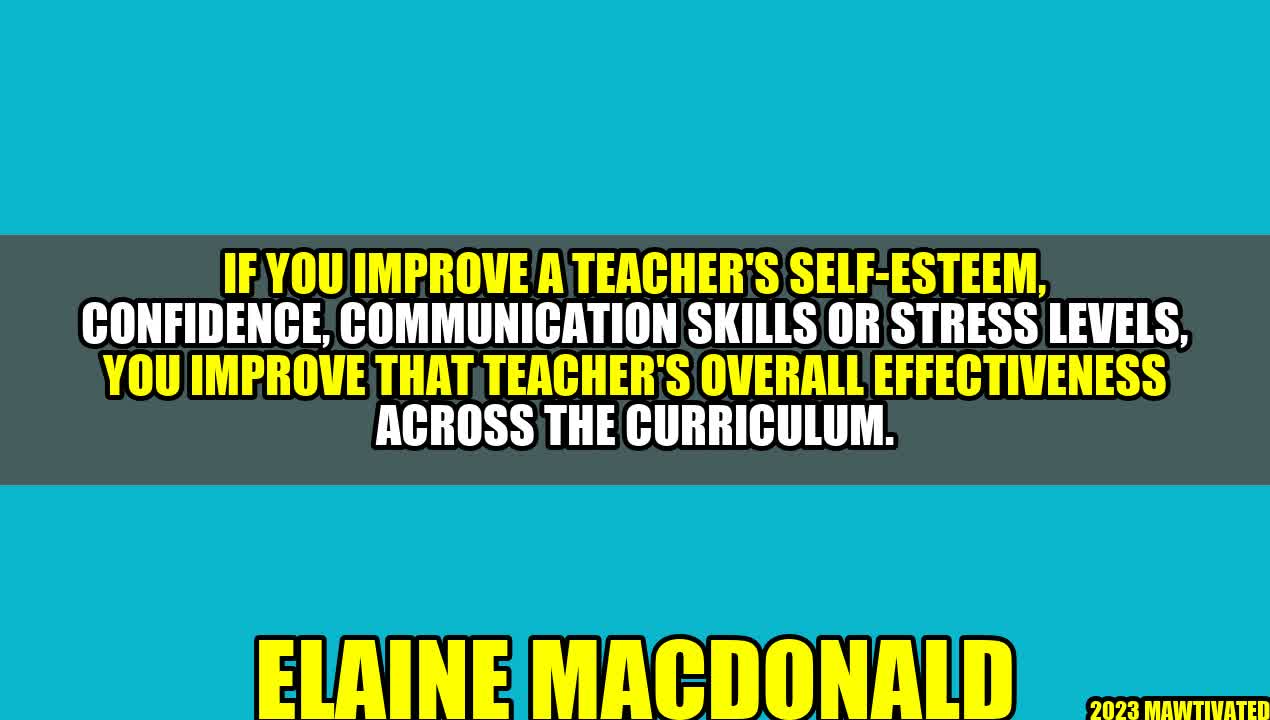 IF YOU IMPROVE A TEACHER'S SELF-ESTEEM,
CONFIDENCE, COMMUNICATION SKILLS OR STRESS LEVELS,
YOU IMPROVE THAT TEACHER'S OVERALL EFFECTIVENESS
ACROSS THE CURRICULUM.
ELAINE MACDONALD
2023 MAWTIVATED